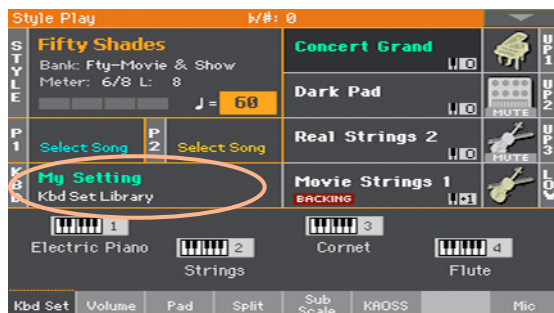 Style Play
♭/#: 0
STYLE
Fifty Shades
Bank: Fty-Movie & Show
Meter: 6/8 L: 8
♩= 60
Concert Grand
U 0
UP1
Dark Pad
U 0
MUTE
UP2
P1
Select Song
P2
Select Song
Real Strings 2
U 0
MUTE
UP3
KBD
My Setting
Kbd Set Library
Movie Strings 1
BACKING
U -1
LOW
1
Electric Piano
2
Strings
3
Cornet
4
Flute
Kbd Set
Volume
Pad
Split
Sub Scale
KAOSS
Mic